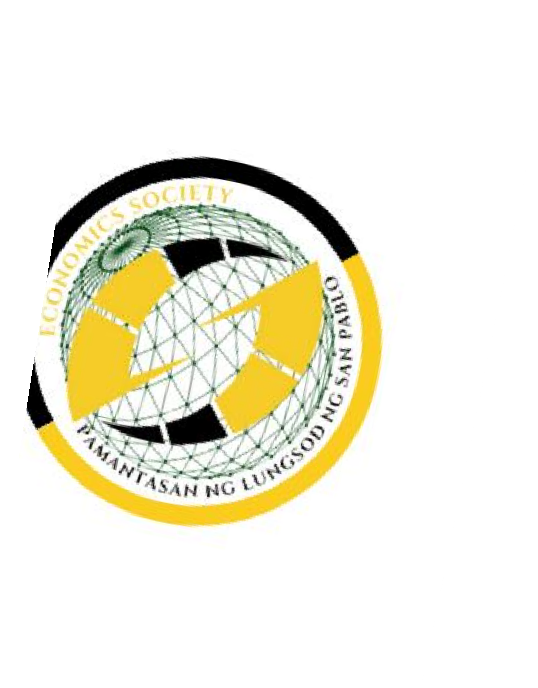 ECONOMICS SOCIETY
PAMANTASAN NG LUNGSOD NG SAN PABLO